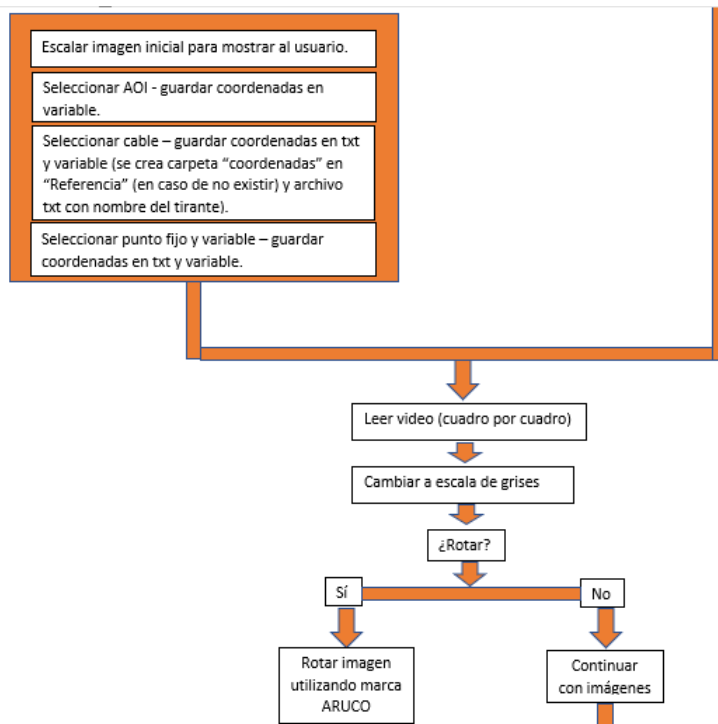 Escalar imagen inicial para mostrar al usuario.
Seleccionar AOI - guardar coordenadas en
variable.
Seleccionar cable – guardar coordenadas en txt
y variable (se crea carpeta “coordenadas” en
“Referencia” (en caso de no existir) y archivo
txt con nombre del tirante).
Seleccionar punto fijo y variable – guardar
coordenadas en txt y variable.
Leer video (cuadro por cuadro)
Cambiar a escala de grises
¿Rotar?
Sí
No
Rotar imagen
utilizando marca
ARUCO
Continuar
con imágenes